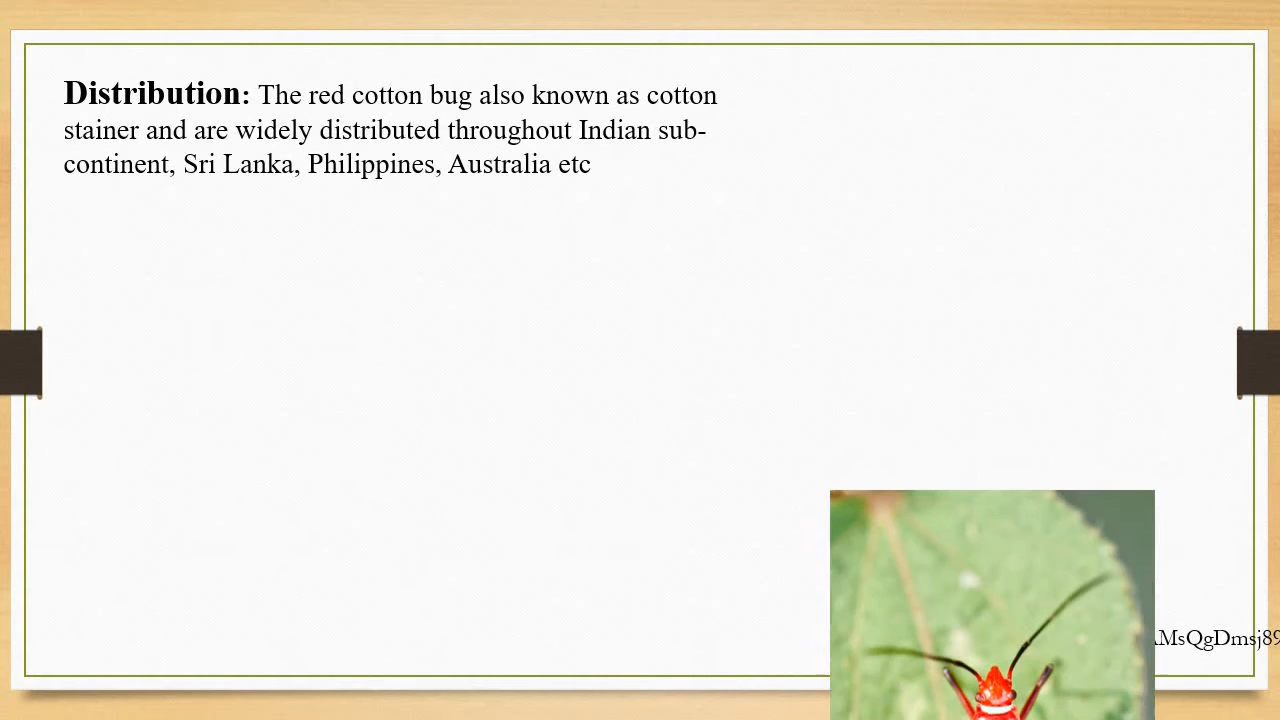 Distribution: The red cotton bug also known as cotton
stainer and are widely distributed throughout Indian sub-
continent, Sri Lanka, Philippines, Australia etc
MsQgDmsj89